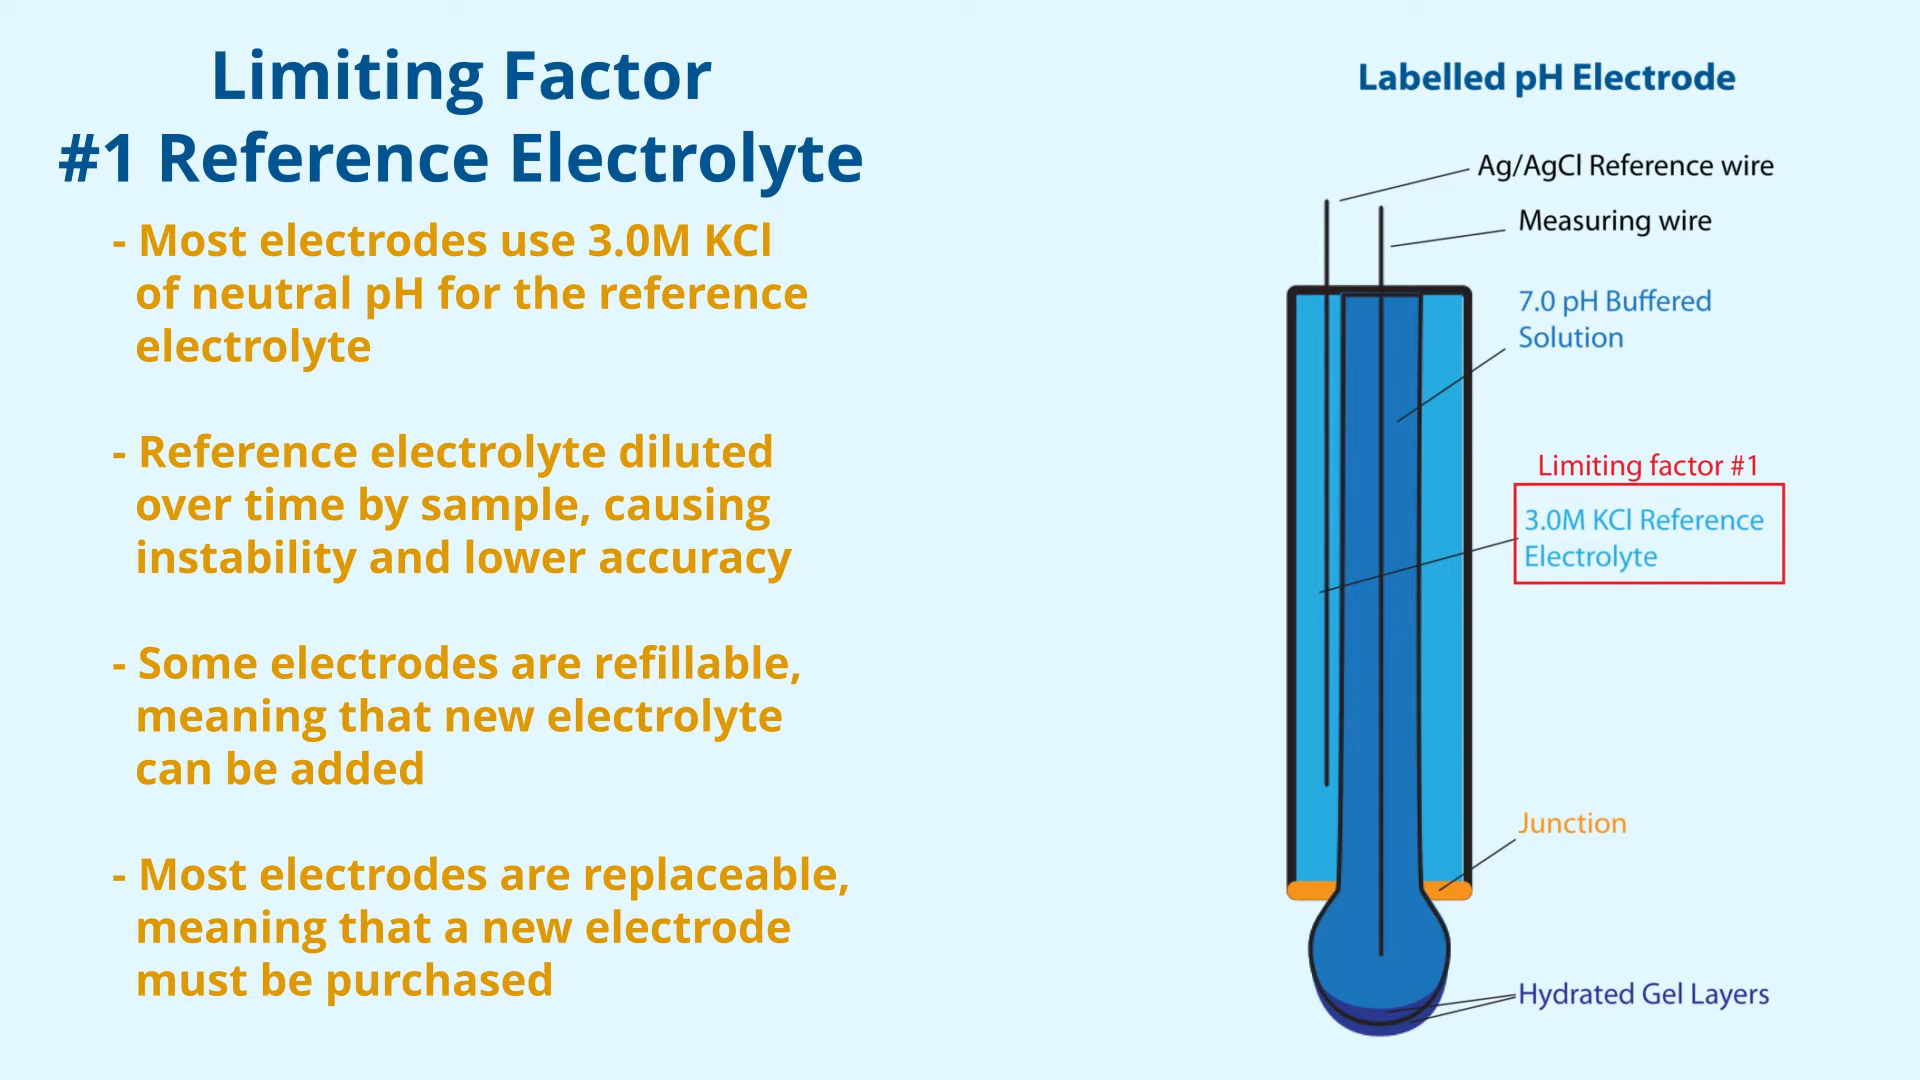 Limiting Factor
#1 Reference Electrolyte
- Most electrodes use 3.0M KCl
of neutral pH for the reference
electrolyte
- Reference electrolyte diluted
over time by sample, causing
instability and lower accuracy
- Some electrodes are refillable,
meaning that new electrolyte
can be added
- Most electrodes are replaceable,
meaning that a new electrode
must be purchased
Labelled pH Electrode
Ag/AgCl Reference wire
Measuring wire
7.0 pH Buffered
Solution
Limiting factor #1
3.0M KCl Reference
Electrolyte
Junction
Hydrated Gel Layers